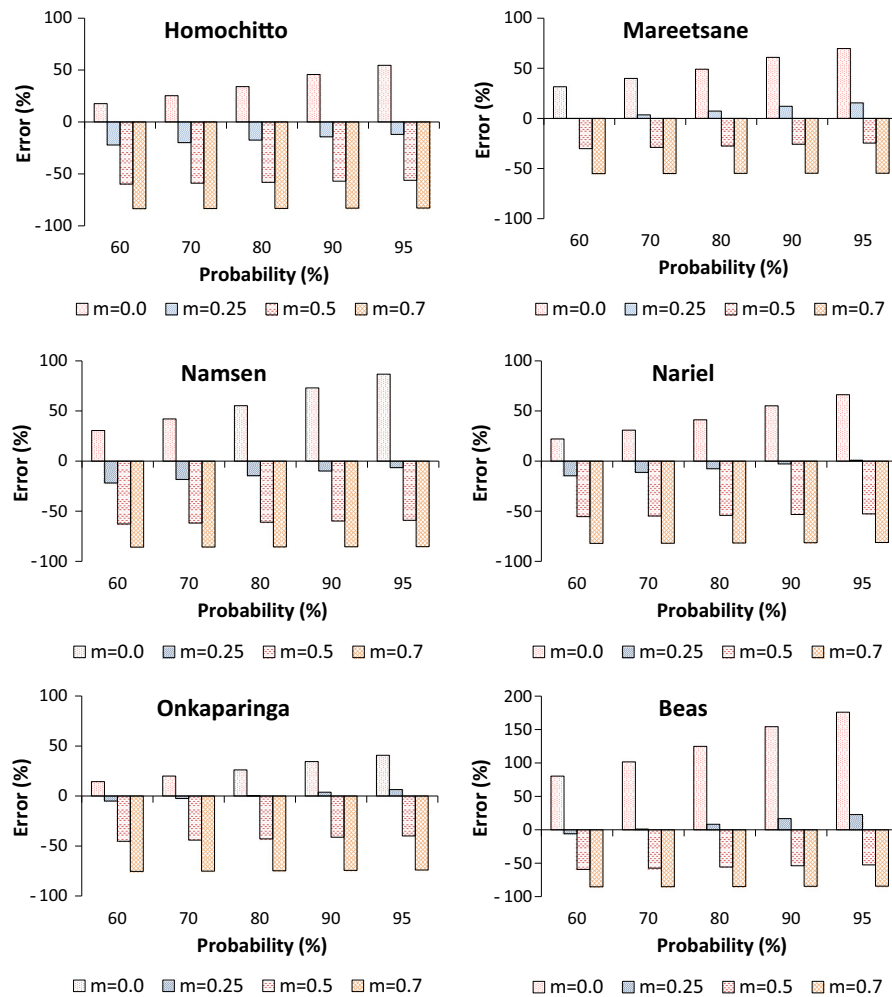 Homochitto
Error (%)
100
50
0
-50
-100
60 70 80 90 95
Probability (%)
m=0.0 m=0.25 m=0.5 m=0.7
Mareetsane
Error (%)
100
50
0
-50
-100
60 70 80 90 95
Probability (%)
m=0.0 m=0.25 m=0.5 m=0.7
Namsen
Error (%)
100
50
0
-50
-100
60 70 80 90 95
Probability (%)
m=0.0 m=0.25 m=0.5 m=0.7
Nariel
Error (%)
100
50
0
-50
-100
60 70 80 90 95
Probability (%)
m=0.0 m=0.25 m=0.5 m=0.7
Onkaparinga
Error (%)
100
50
0
-50
-100
60 70 80 90 95
Probability (%)
m=0.0 m=0.25 m=0.5 m=0.7
Beas
Error (%)
200
150
100
50
0
-50
-100
60 70 80 90 95
Probability (%)
m=0.0 m=0.25 m=0.5 m=0.7